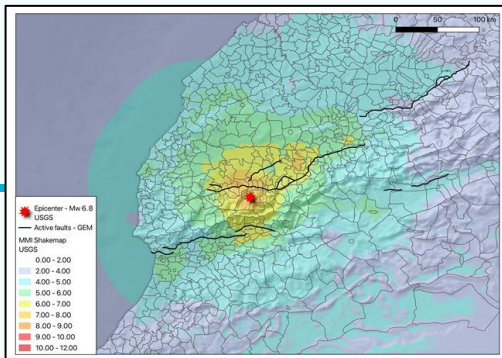 0 50 100 km
Epicenter - Mw 6.8
USGS
Active faults - GEM
MMI Shakemap
USGS
0.00 - 2.00
2.00 - 4.00
4.00 - 5.00
5.00 - 6.00
6.00 - 7.00
7.00 - 8.00
8.00 - 9.00
9.00 - 10.00
10.00 - 12.00